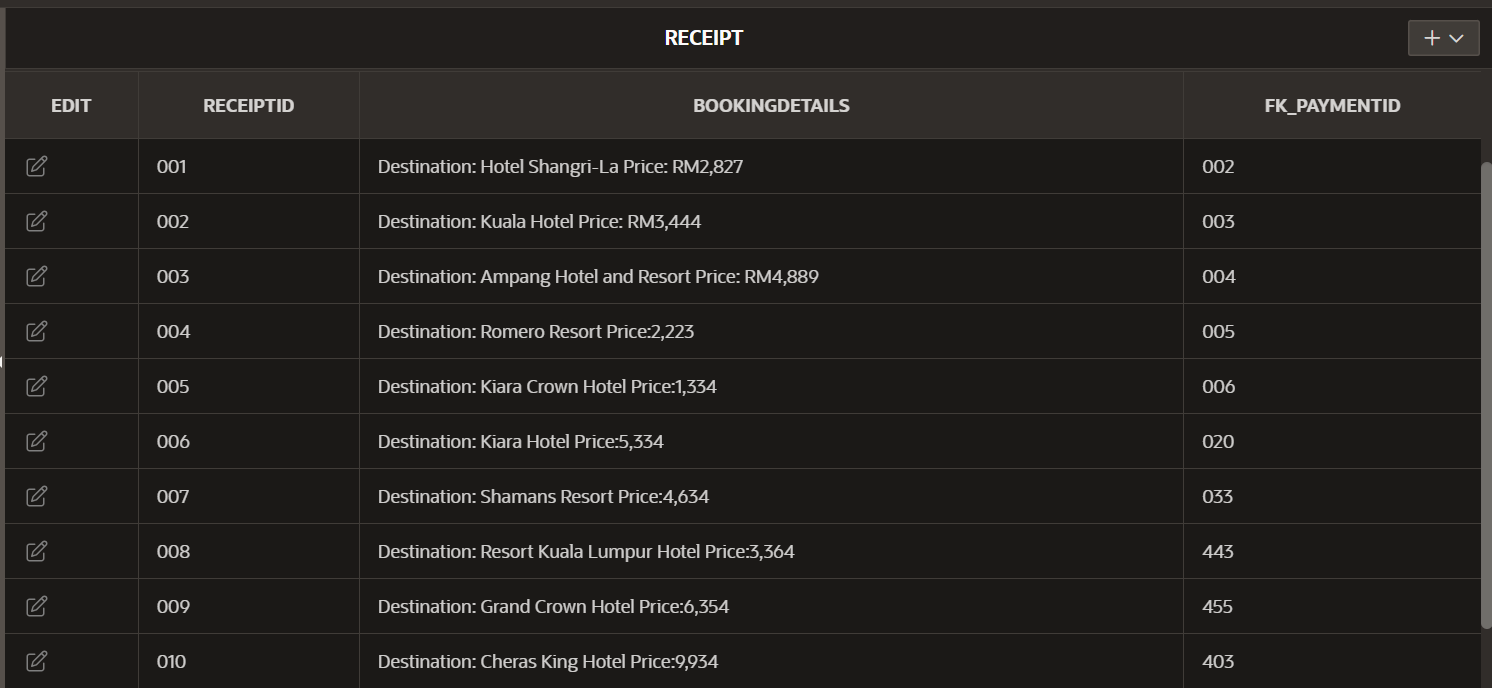 RECEIPT
EDIT RECEIPTID BOOKINGDETAILS FK_PAYMENTID
001 Destination: Hotel Shangri-La Price: RM2,827 002
002 Destination: Kuala Hotel Price: RM3,444 003
003 Destination: Ampang Hotel and Resort Price: RM4,889 004
004 Destination: Romero Resort Price:2,223 005
005 Destination: Kiara Crown Hotel Price:1,334 006
006 Destination: Kiara Hotel Price:5,334 020
007 Destination: Shamans Resort Price:4,634 033
008 Destination: Resort Kuala Lumpur Hotel Price:3,364 443
009 Destination: Grand Crown Hotel Price:6,354 455
010 Destination: Cheras King Hotel Price:9,934 403